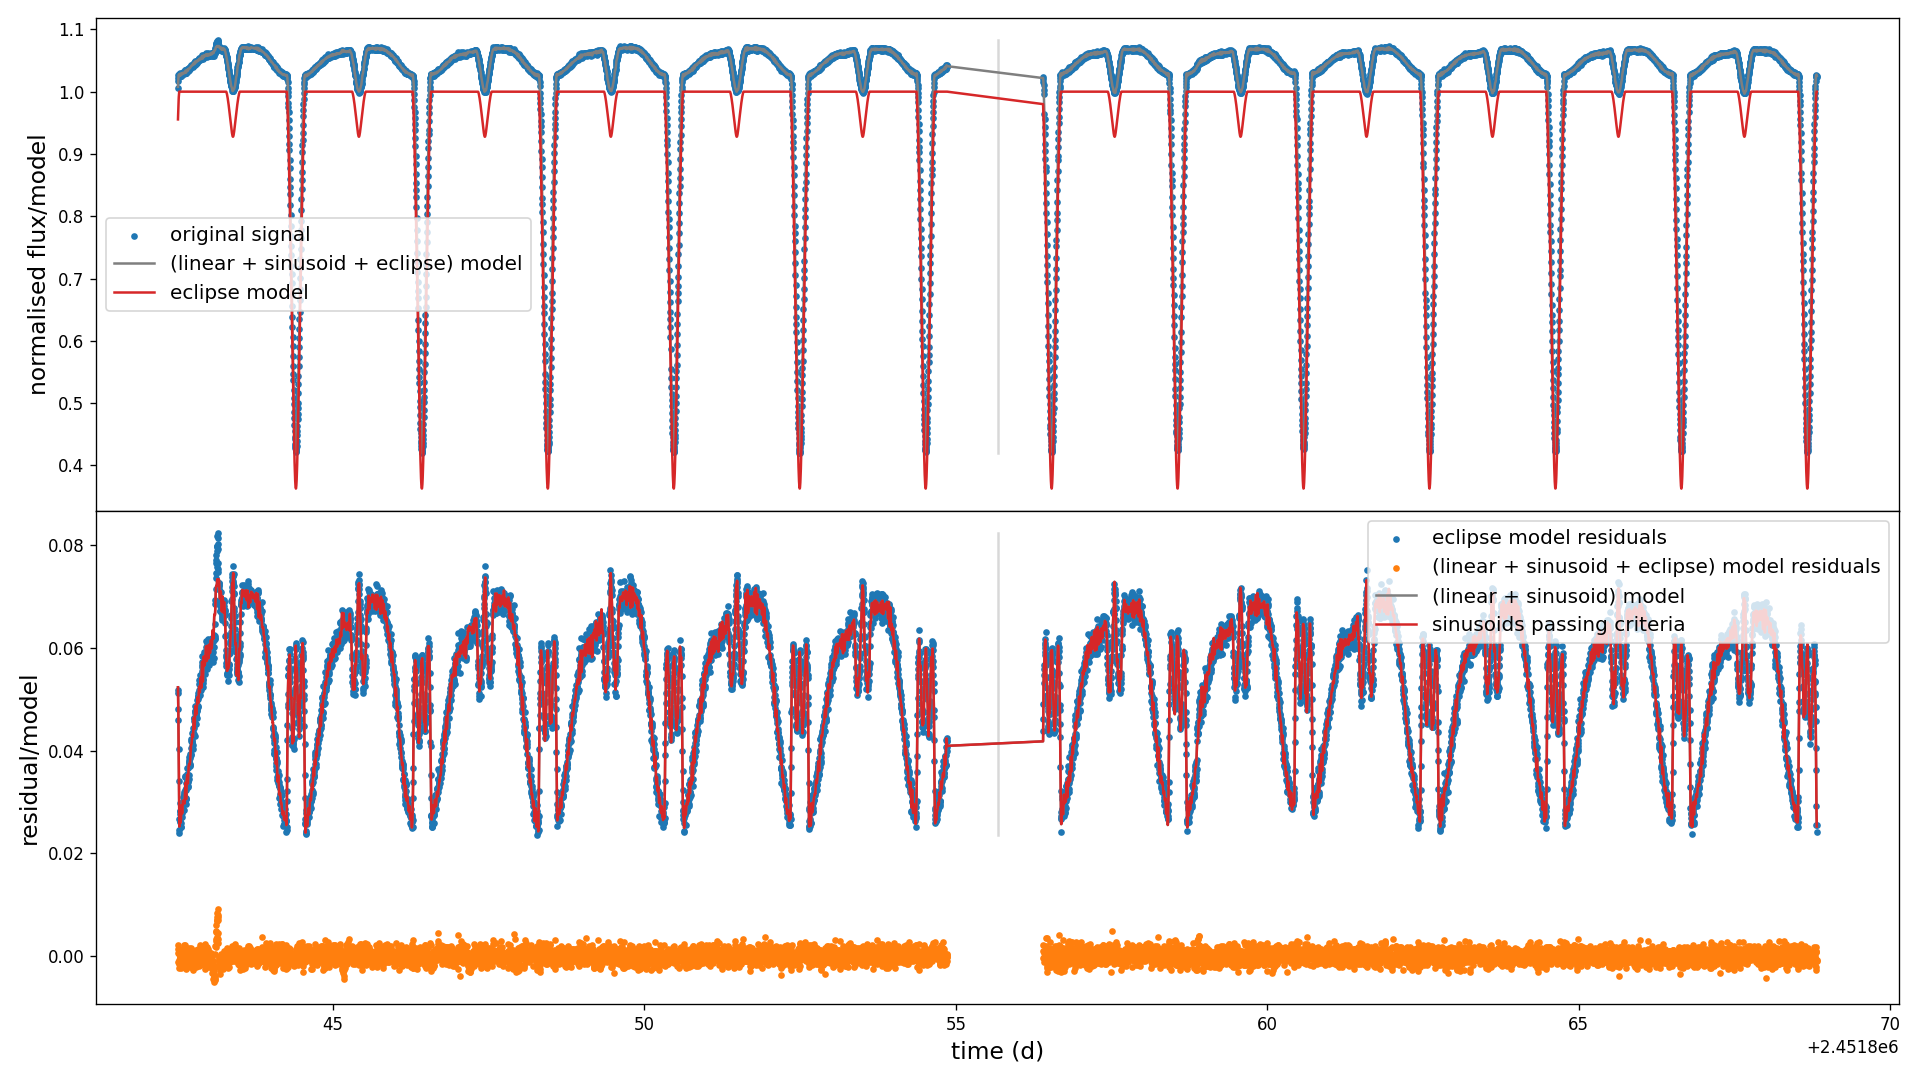 1.1
1.0
0.9
0.8
0.7
0.6
0.5
0.4
normalised flux/model
original signal
(linear + sinusoid + eclipse) model
eclipse model
0.08
0.06
0.04
0.02
0.00
residual/model
eclipse model residuals
(linear + sinusoid + eclipse) model residuals
(linear + sinusoid) model
sinusoids passing criteria
45
50
55
60
65
70
time (d)
+2.4518e6